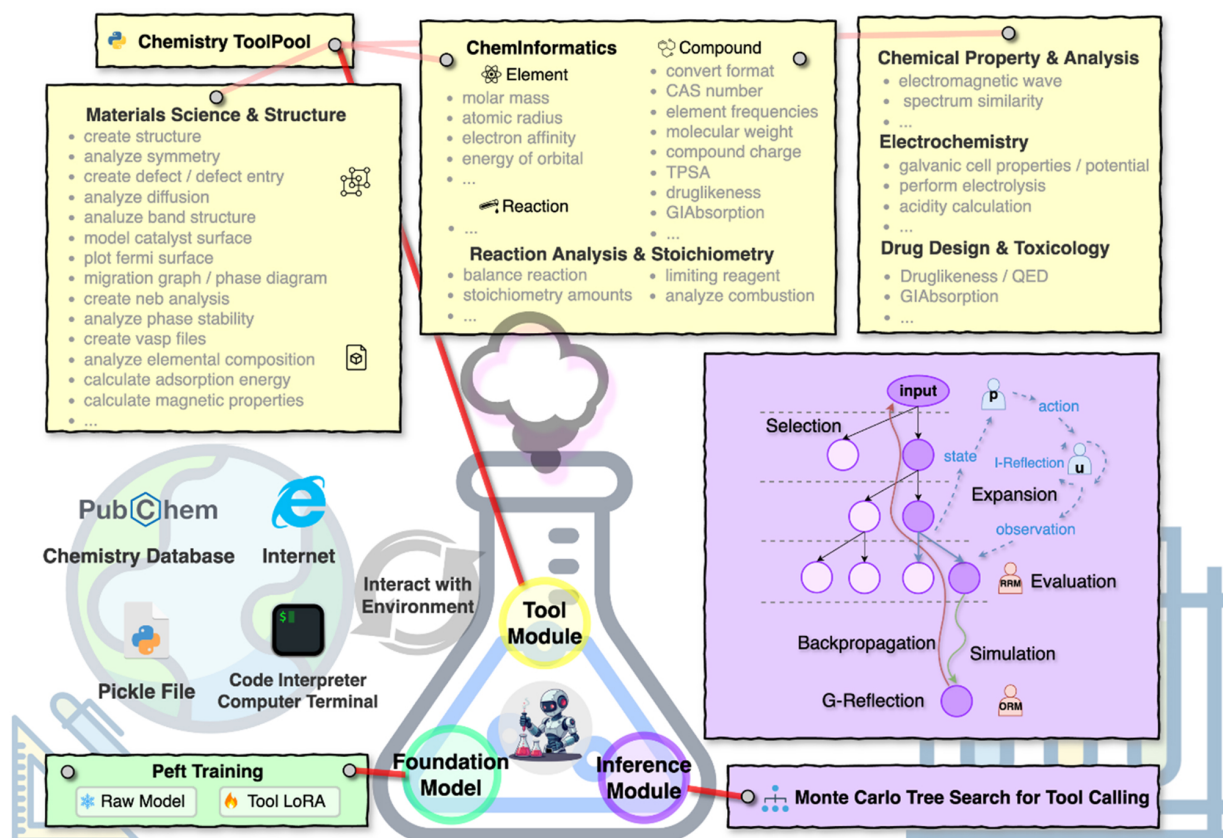 Chemistry ToolPool
Materials Science & Structure
create structure
analyze symmetry
create defect / defect entry
analyze diffusion
analuze band structure
model catalyst surface
plot fermi surface
migration graph / phase diagram
create neb analysis
analyze phase stability
create vasp files
analyze elemental composition
calculate adsorption energy
calculate magnetic properties
...
ChemInformatics
Element
molar mass
atomic radius
electron affinity
energy of orbital
...
Reaction
...
Compound
convert format
CAS number
element frequencies
molecular weight
compound charge
TPSA
druglikeness
GIAbsorption
...
Reaction Analysis & Stoichiometry
balance reaction
stoichiometry amounts
...
limiting reagent
analyze combustion
Chemical Property & Analysis
electromagnetic wave
spectrum similarity
...
Electrochemistry
galvanic cell properties / potential
perform electrolysis
acidity calculation
...
Drug Design & Toxicology
Druglikeness / QED
GIAbsorption
...
PubChem
Chemistry Database
Internet
Pickle File
$
Code Interpreter
Computer Terminal
Interact with
Environment
Tool
Module
Foundation
Model
Inference
Module
Peft Training
Raw Model
Tool LoRA
input
Selection
p
action
state
I-Reflection
u
Expansion
observation
RRM
Evaluation
Backpropagation
Simulation
G-Reflection
ORM
Monte Carlo Tree Search for Tool Calling